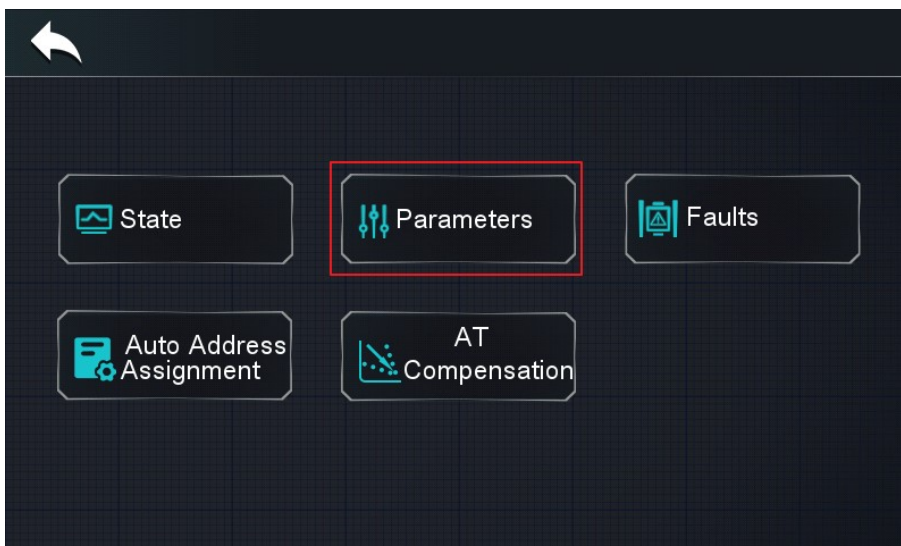 State
Parameters
Faults
Auto Address
Assignment
AT
Compensation